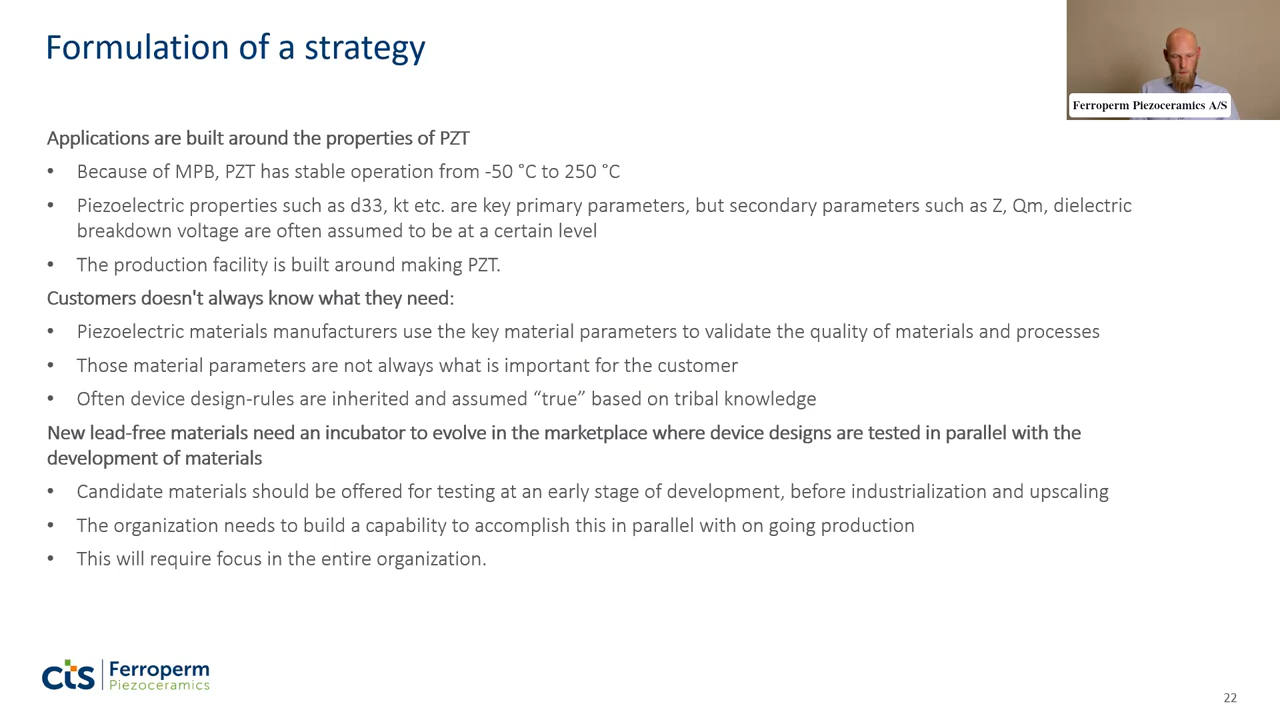 Formulation of a strategy
Ferroperm Piezoceramics A/S
Applications are built around the properties of PZT
• Because of MPB, PZT has stable operation from -50 ˚C to 250 ˚C
• Piezoelectric properties such as d33, kt etc. are key primary parameters, but secondary parameters such as Z, Qm, dielectric
breakdown voltage are often assumed to be at a certain level
• The production facility is built around making PZT.
Customers doesn't always know what they need:
• Piezoelectric materials manufacturers use the key material parameters to validate the quality of materials and processes
• Those material parameters are not always what is important for the customer
• Often device design-rules are inherited and assumed “true” based on tribal knowledge
New lead-free materials need an incubator to evolve in the marketplace where device designs are tested in parallel with the
development of materials
• Candidate materials should be offered for testing at an early stage of development, before industrialization and upscaling
• The organization needs to build a capability to accomplish this in parallel with on going production
• This will require focus in the entire organization.
cts Ferroperm
Piezoceramics
22